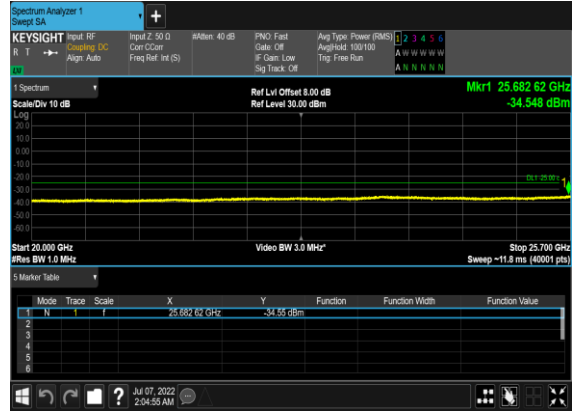 Spectrum Analyzer 1
Swept SA
KEYSIGHT Input: RF Input Z: 50 Ω #Atten: 40 dB PNO: Fast Avg Type: Power (RMS) 1 2 3 4 5 6
R T Coupling: DC Corr CCorr Gate: Off Avg|Hold: 100/100 A W W W W W
Align: Auto Freq Ref: Int (S) IF Gain: Low Trig: Free Run
LW Sig Track: Off A N N N N N
1 Spectrum Ref Lvl Offset 8.00 dB Mkr1 25.682 62 GHz
Scale/Div 10 dB Ref Level 30.00 dBm -34.548 dBm
Log
20.0
10.0
0.00
-10.0
-20.0
DL1 -25.00
1
-30.0
-40.0
-50.0
-60.0
Start 20.000 GHz Video BW 3.0 MHz* Stop 25.700 GHz
#Res BW 1.0 MHz Sweep ~11.8 ms (40001 pts)
5 Marker Table
Mode Trace Scale X Y Function Function Width Function Value
1 N 1 f 25.682 62 GHz -34.55 dBm
2
3
4
5
6
? Jul 07, 2022
2:04:55 AM